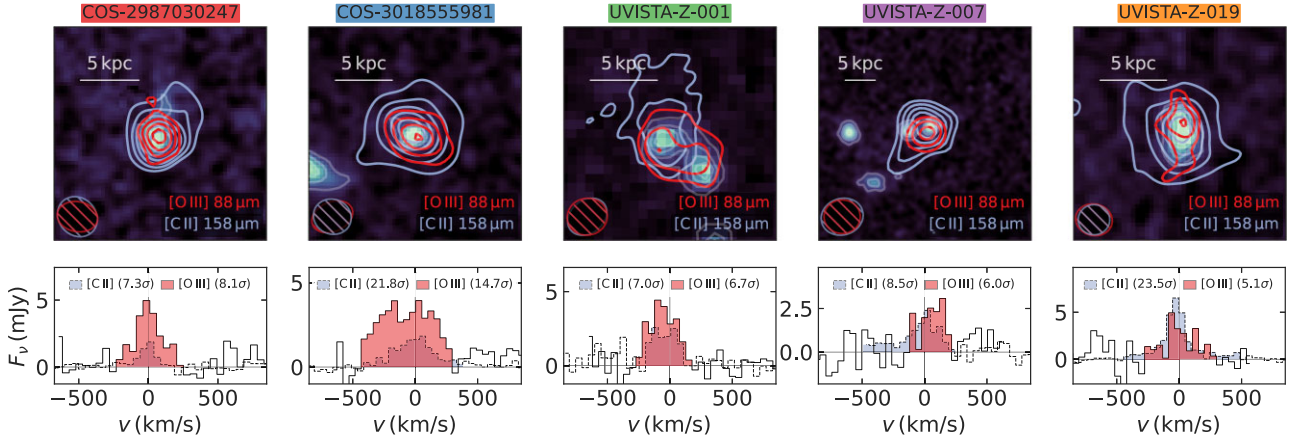 COS-2987030247 COS-3018555981 UVISTA-Z-001 UVISTA-Z-007 UVISTA-Z-019
5 kpc 5 kpc 5 kpc 5 kpc 5 kpc
[O III] 88 μm [O III] 88 μm [O III] 88 μm [O III] 88 μm [O III] 88 μm
[C II] 158 μm [C II] 158 μm [C II] 158 μm [C II] 158 μm [C II] 158 μm
[C II] (7.3σ) [O III] (8.1σ) [C II] (21.8σ) [O III] (14.7σ) [C II] (7.0σ) [O III] (6.7σ) [C II] (8.5σ) [O III] (6.0σ) [C II] (23.5σ) [O III] (5.1σ)
5 5 5 2.5 5
0 0 0 0.0 0
Fν (mJy)
−500 0 500 −500 0 500 −500 0 500 −500 0 500 −500 0 500
v (km/s) v (km/s) v (km/s) v (km/s) v (km/s)